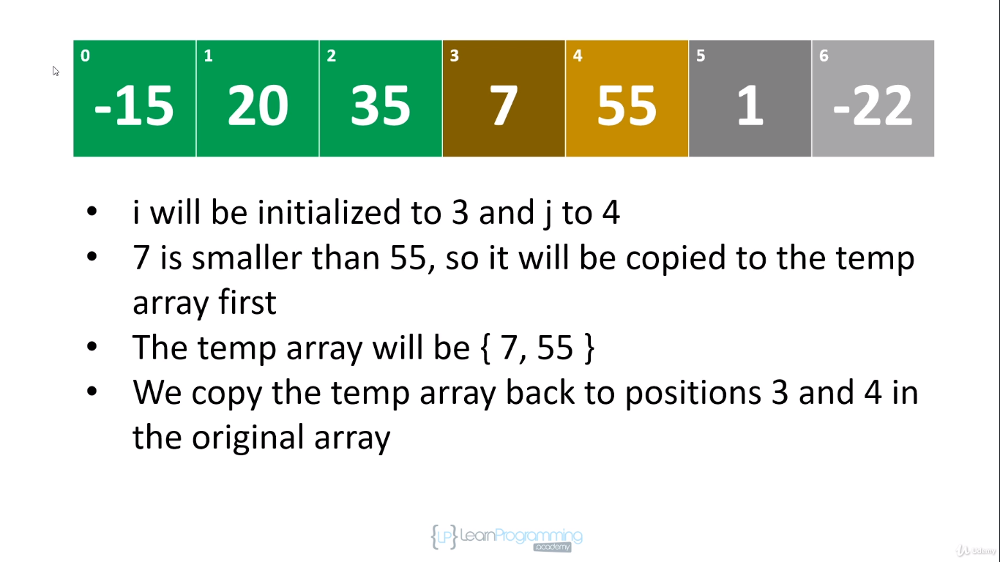 0 1 2 3 4 5 6
-15 20 35 7 55 1 -22
• i will be initialized to 3 and j to 4
• 7 is smaller than 55, so it will be copied to the temp
array first
• The temp array will be { 7, 55 }
• We copy the temp array back to positions 3 and 4 in
the original array
{LP} LearnProgramming
.academy
Udemy